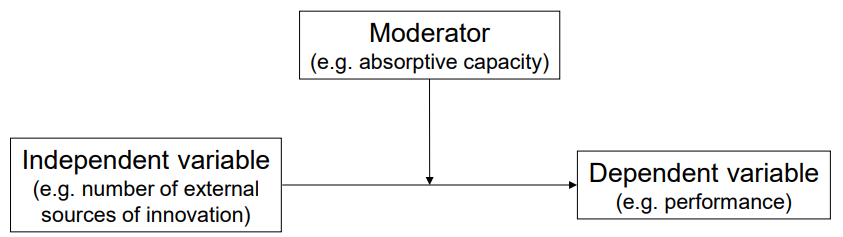 Moderator
(e.g. absorptive capacity)
Independent variable
(e.g. number of external
sources of innovation)
Dependent variable
(e.g. performance)